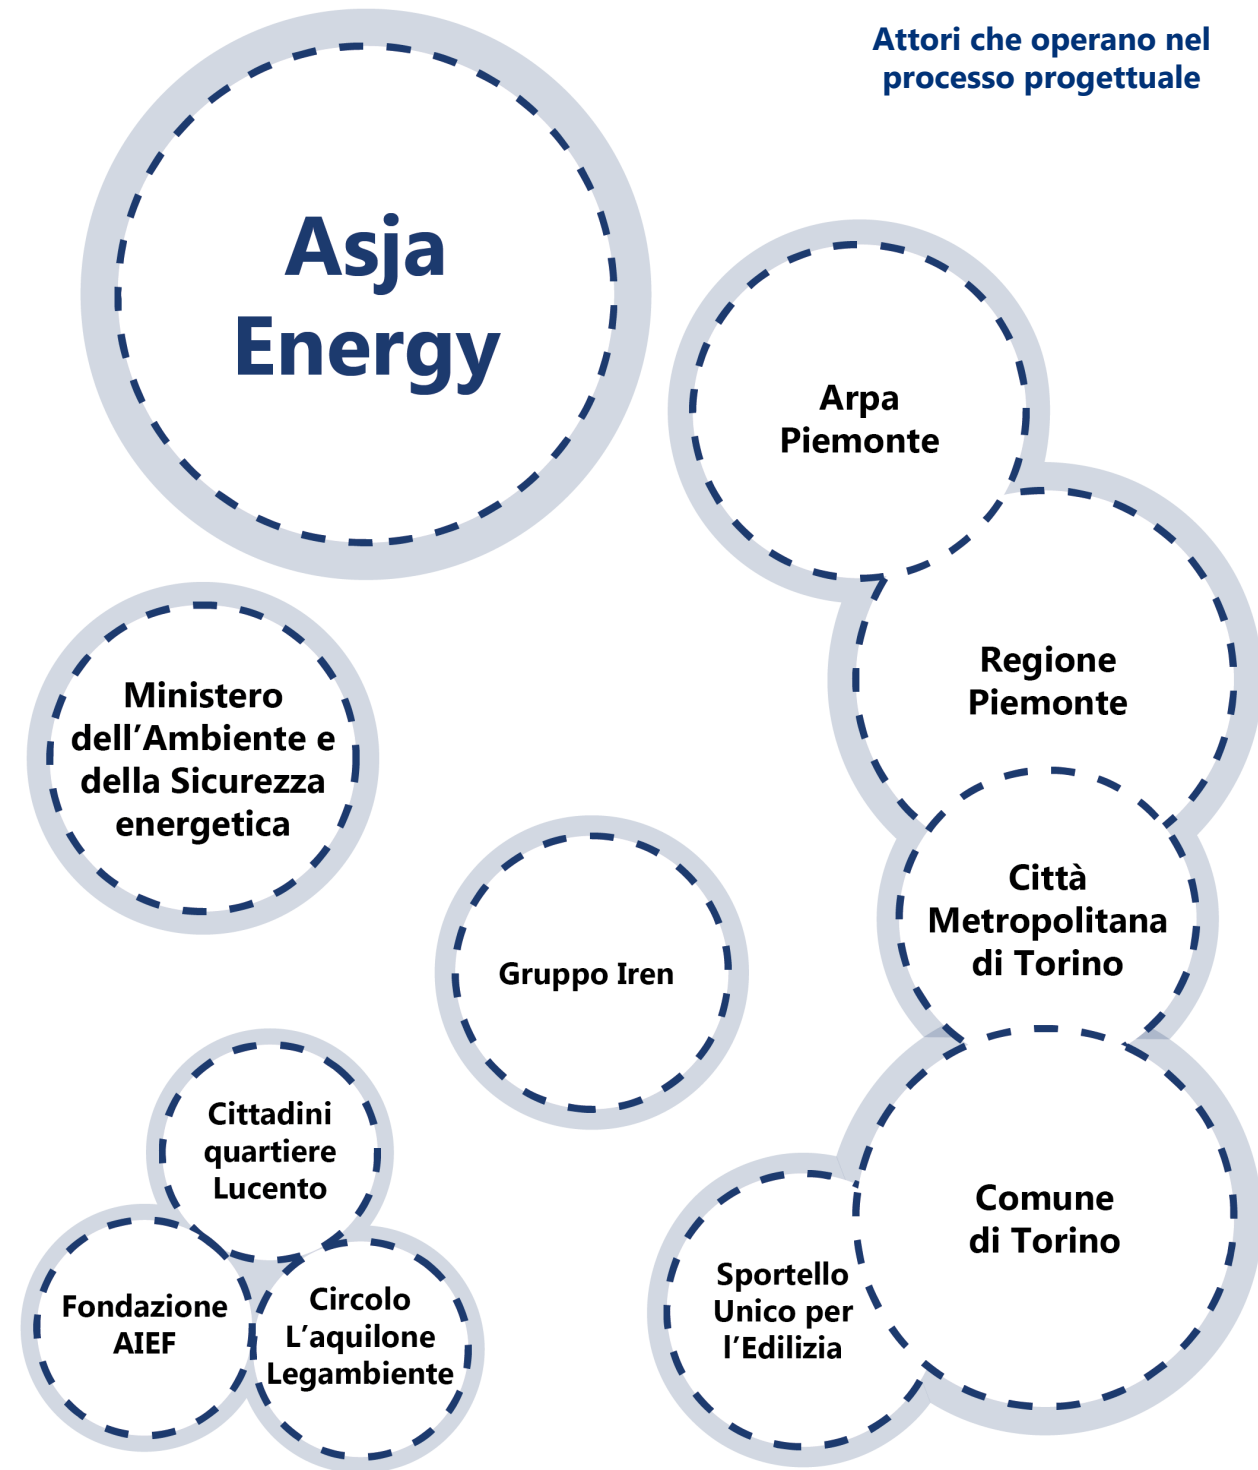 Attori che operano nel
processo progettuale
Asja
Energy
Arpa
Piemonte
Regione
Piemonte
Ministero
dell’Ambiente e
della Sicurezza
energetica
Città
Metropolitana
di Torino
Gruppo Iren
Cittadini
quartiere
Lucento
Comune
di Torino
Sportello
Unico per
l’Edilizia
Fondazione
AIEF
Circolo
L’aquilone
Legambiente